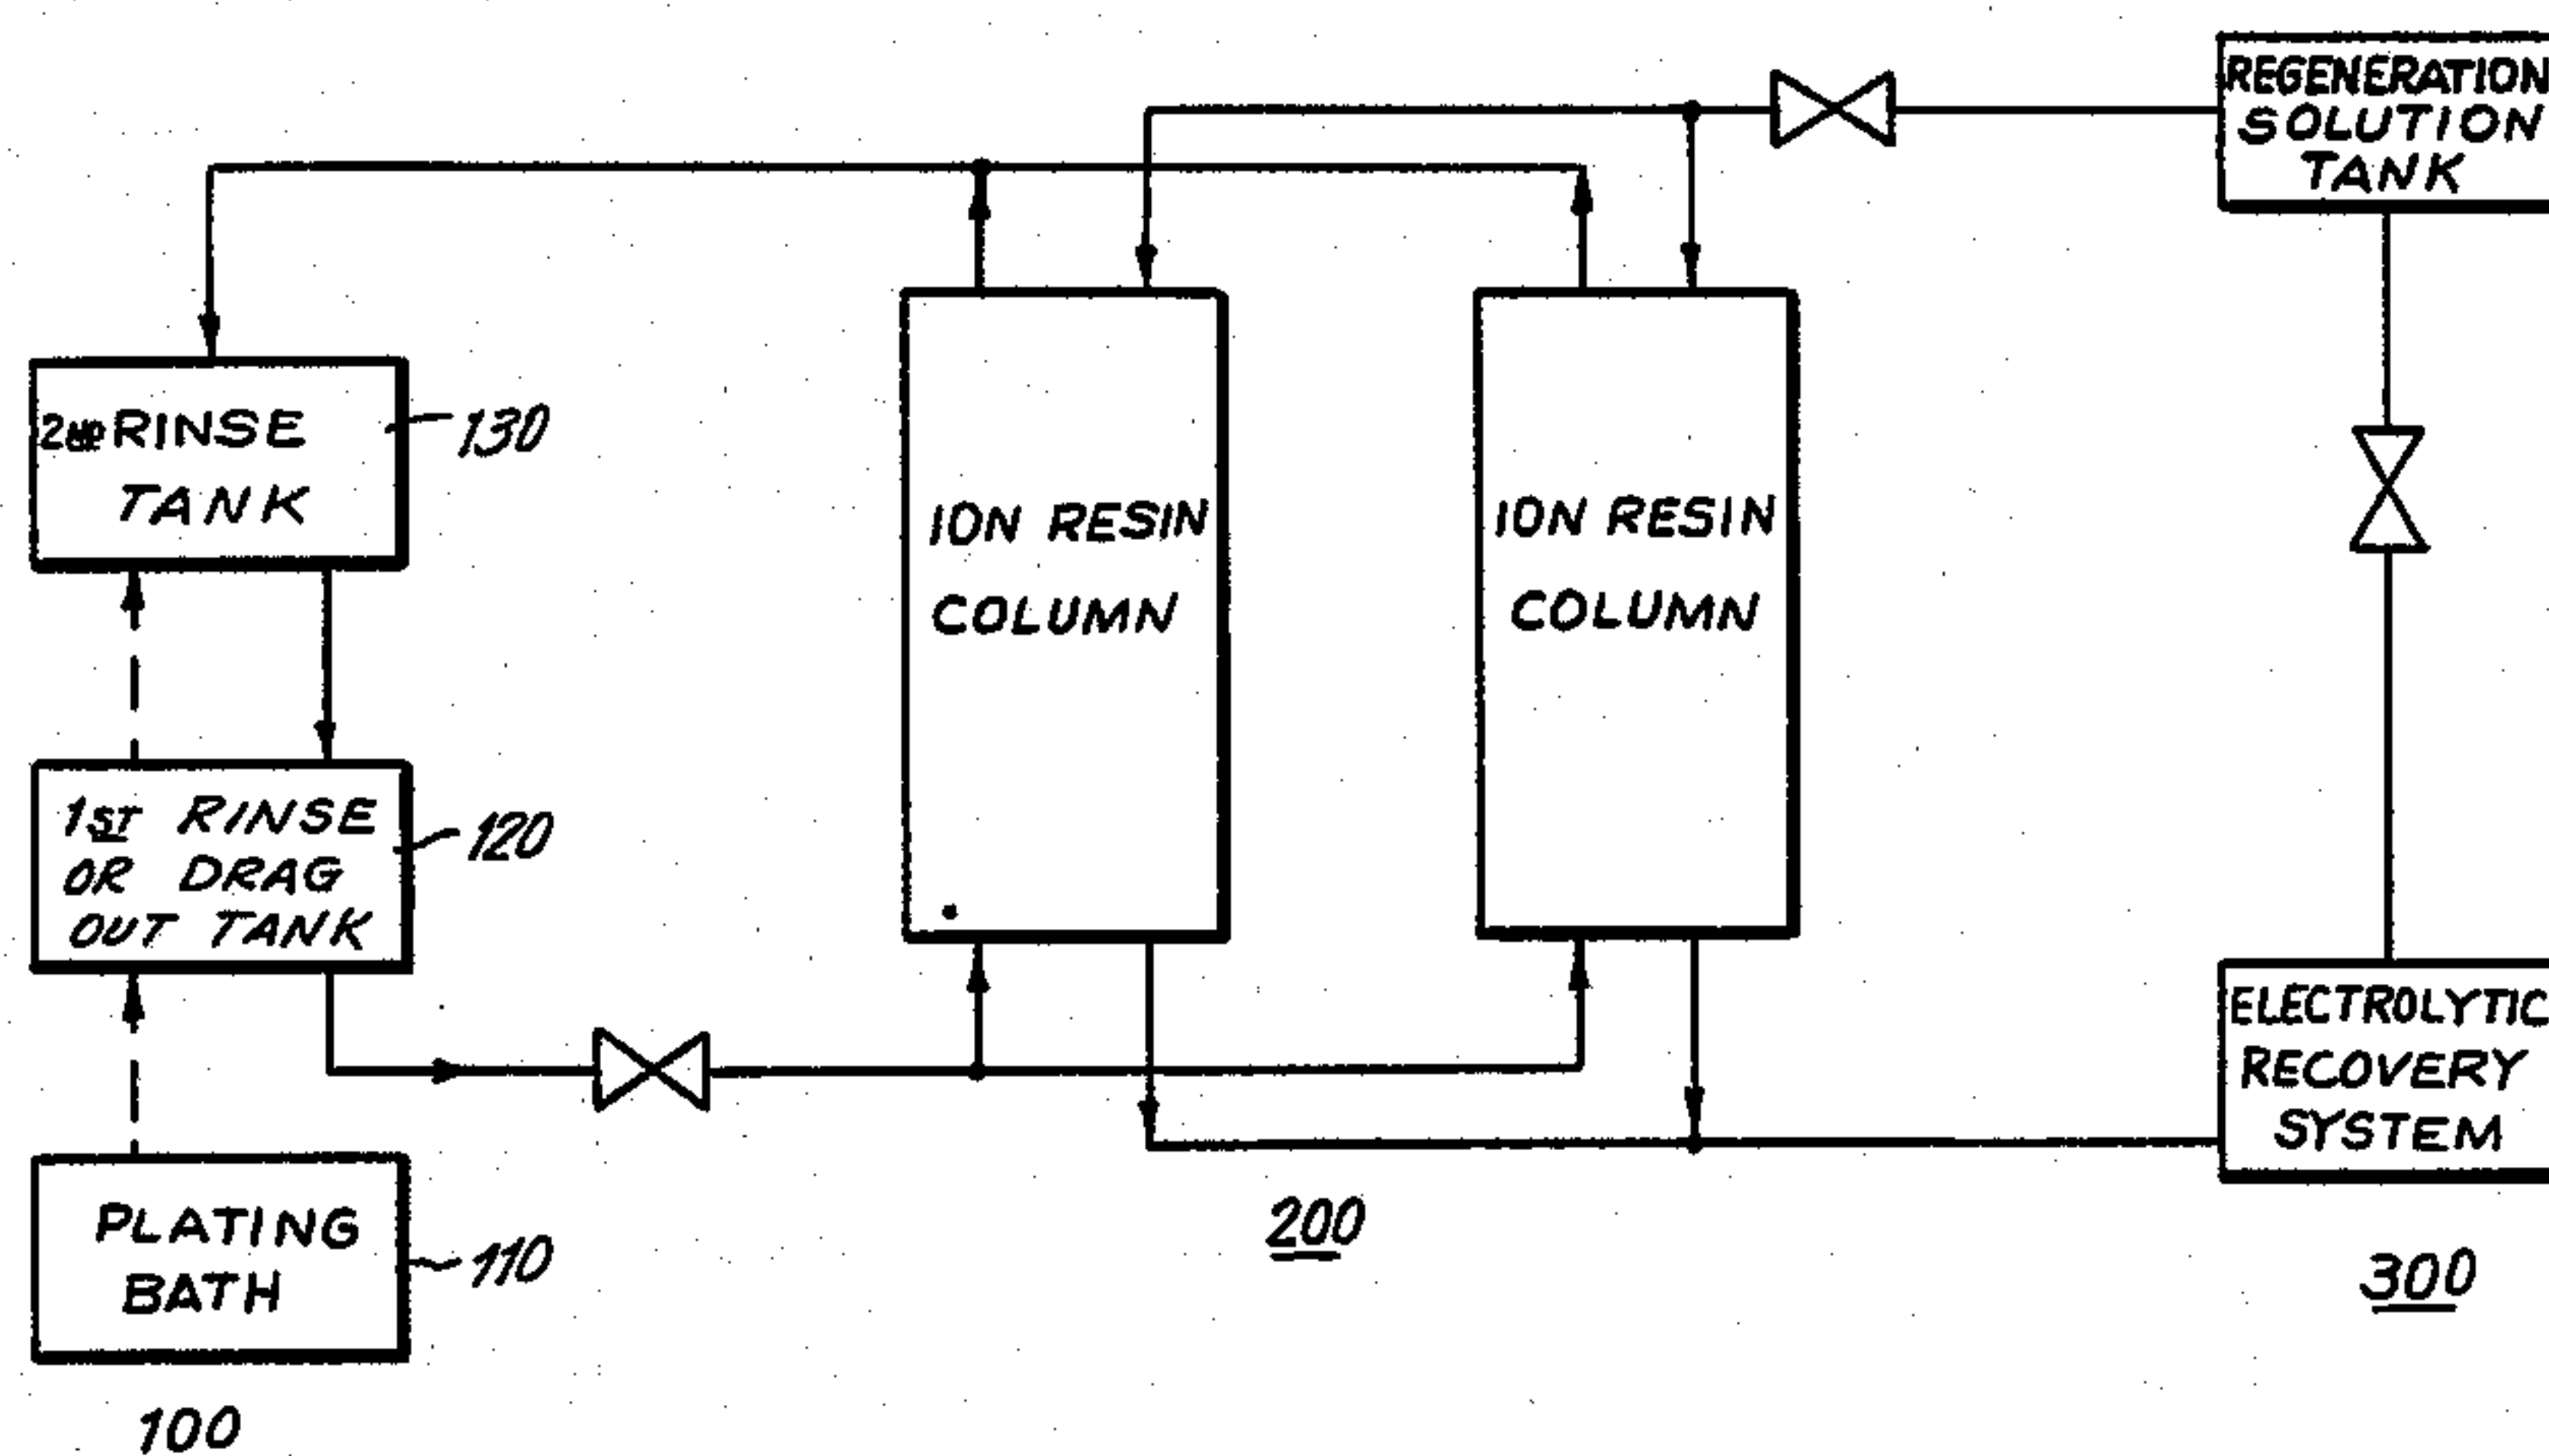 REGENERATION
SOLUTION
TANK
2ND RINSE
TANK
130
ION RESIN
COLUMN
ION RESIN
COLUMN
1ST RINSE
OR DRAG
OUT TANK
120
ELECTROLYTIC
RECOVERY
SYSTEM
PLATING
BATH
110
200
300
100